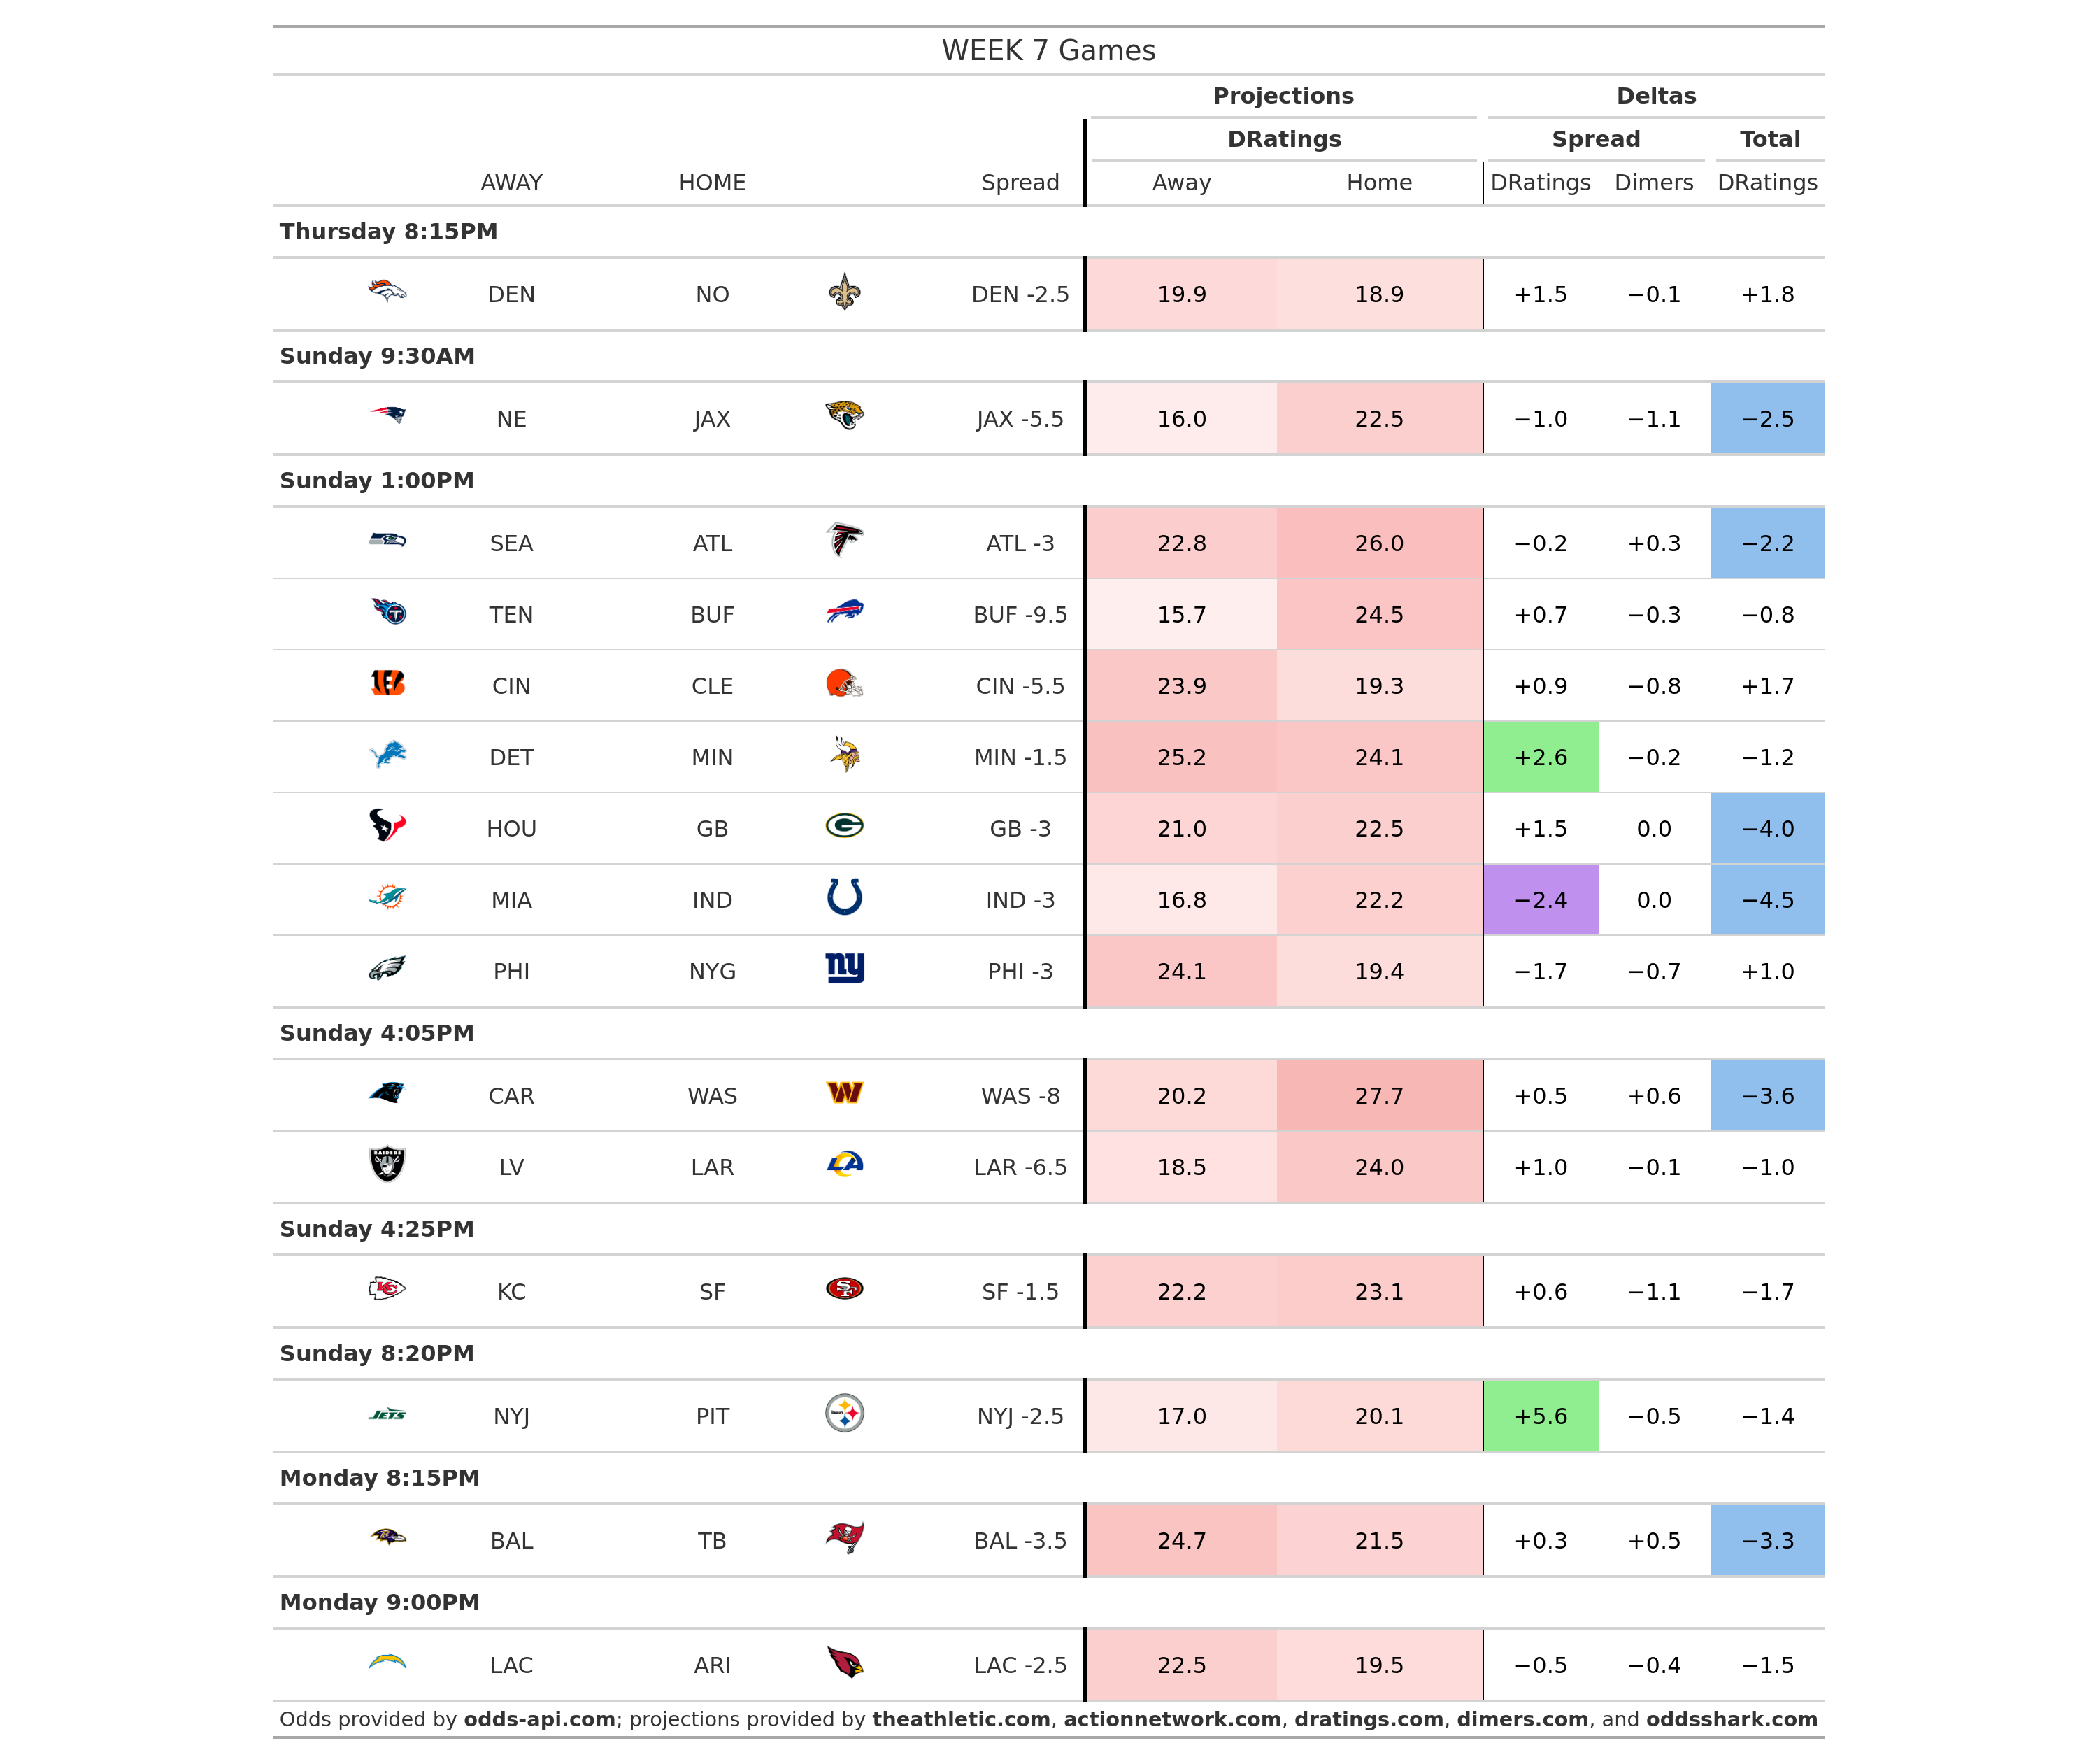 WEEK 7 Games
Projections Deltas
DRatings Spread Total
AWAY HOME Spread Away Home DRatings Dimers DRatings
Thursday 8:15PM
DEN NO DEN -2.5 19.9 18.9 +1.5 −0.1 +1.8
Sunday 9:30AM
NE JAX JAX -5.5 16.0 22.5 −1.0 −1.1 −2.5
Sunday 1:00PM
SEA ATL ATL -3 22.8 26.0 −0.2 +0.3 −2.2
TEN BUF BUF -9.5 15.7 24.5 +0.7 −0.3 −0.8
CIN CLE CIN -5.5 23.9 19.3 +0.9 −0.8 +1.7
DET MIN MIN -1.5 25.2 24.1 +2.6 −0.2 −1.2
HOU GB GB -3 21.0 22.5 +1.5 0.0 −4.0
MIA IND IND -3 16.8 22.2 −2.4 0.0 −4.5
PHI NYG ny PHI -3 24.1 19.4 −1.7 −0.7 +1.0
Sunday 4:05PM
CAR WAS W WAS -8 20.2 27.7 +0.5 +0.6 −3.6
RAIDERS LV LAR LA LAR -6.5 18.5 24.0 +1.0 −0.1 −1.0
Sunday 4:25PM
KC KC SF SF SF -1.5 22.2 23.1 +0.6 −1.1 −1.7
Sunday 8:20PM
JETS NYJ PIT Steelers NYJ -2.5 17.0 20.1 +5.6 −0.5 −1.4
Monday 8:15PM
BAL TB BAL -3.5 24.7 21.5 +0.3 +0.5 −3.3
Monday 9:00PM
LAC ARI LAC -2.5 22.5 19.5 −0.5 −0.4 −1.5
Odds provided by odds-api.com; projections provided by theathletic.com, actionnetwork.com, dratings.com, dimers.com, and oddsshark.com